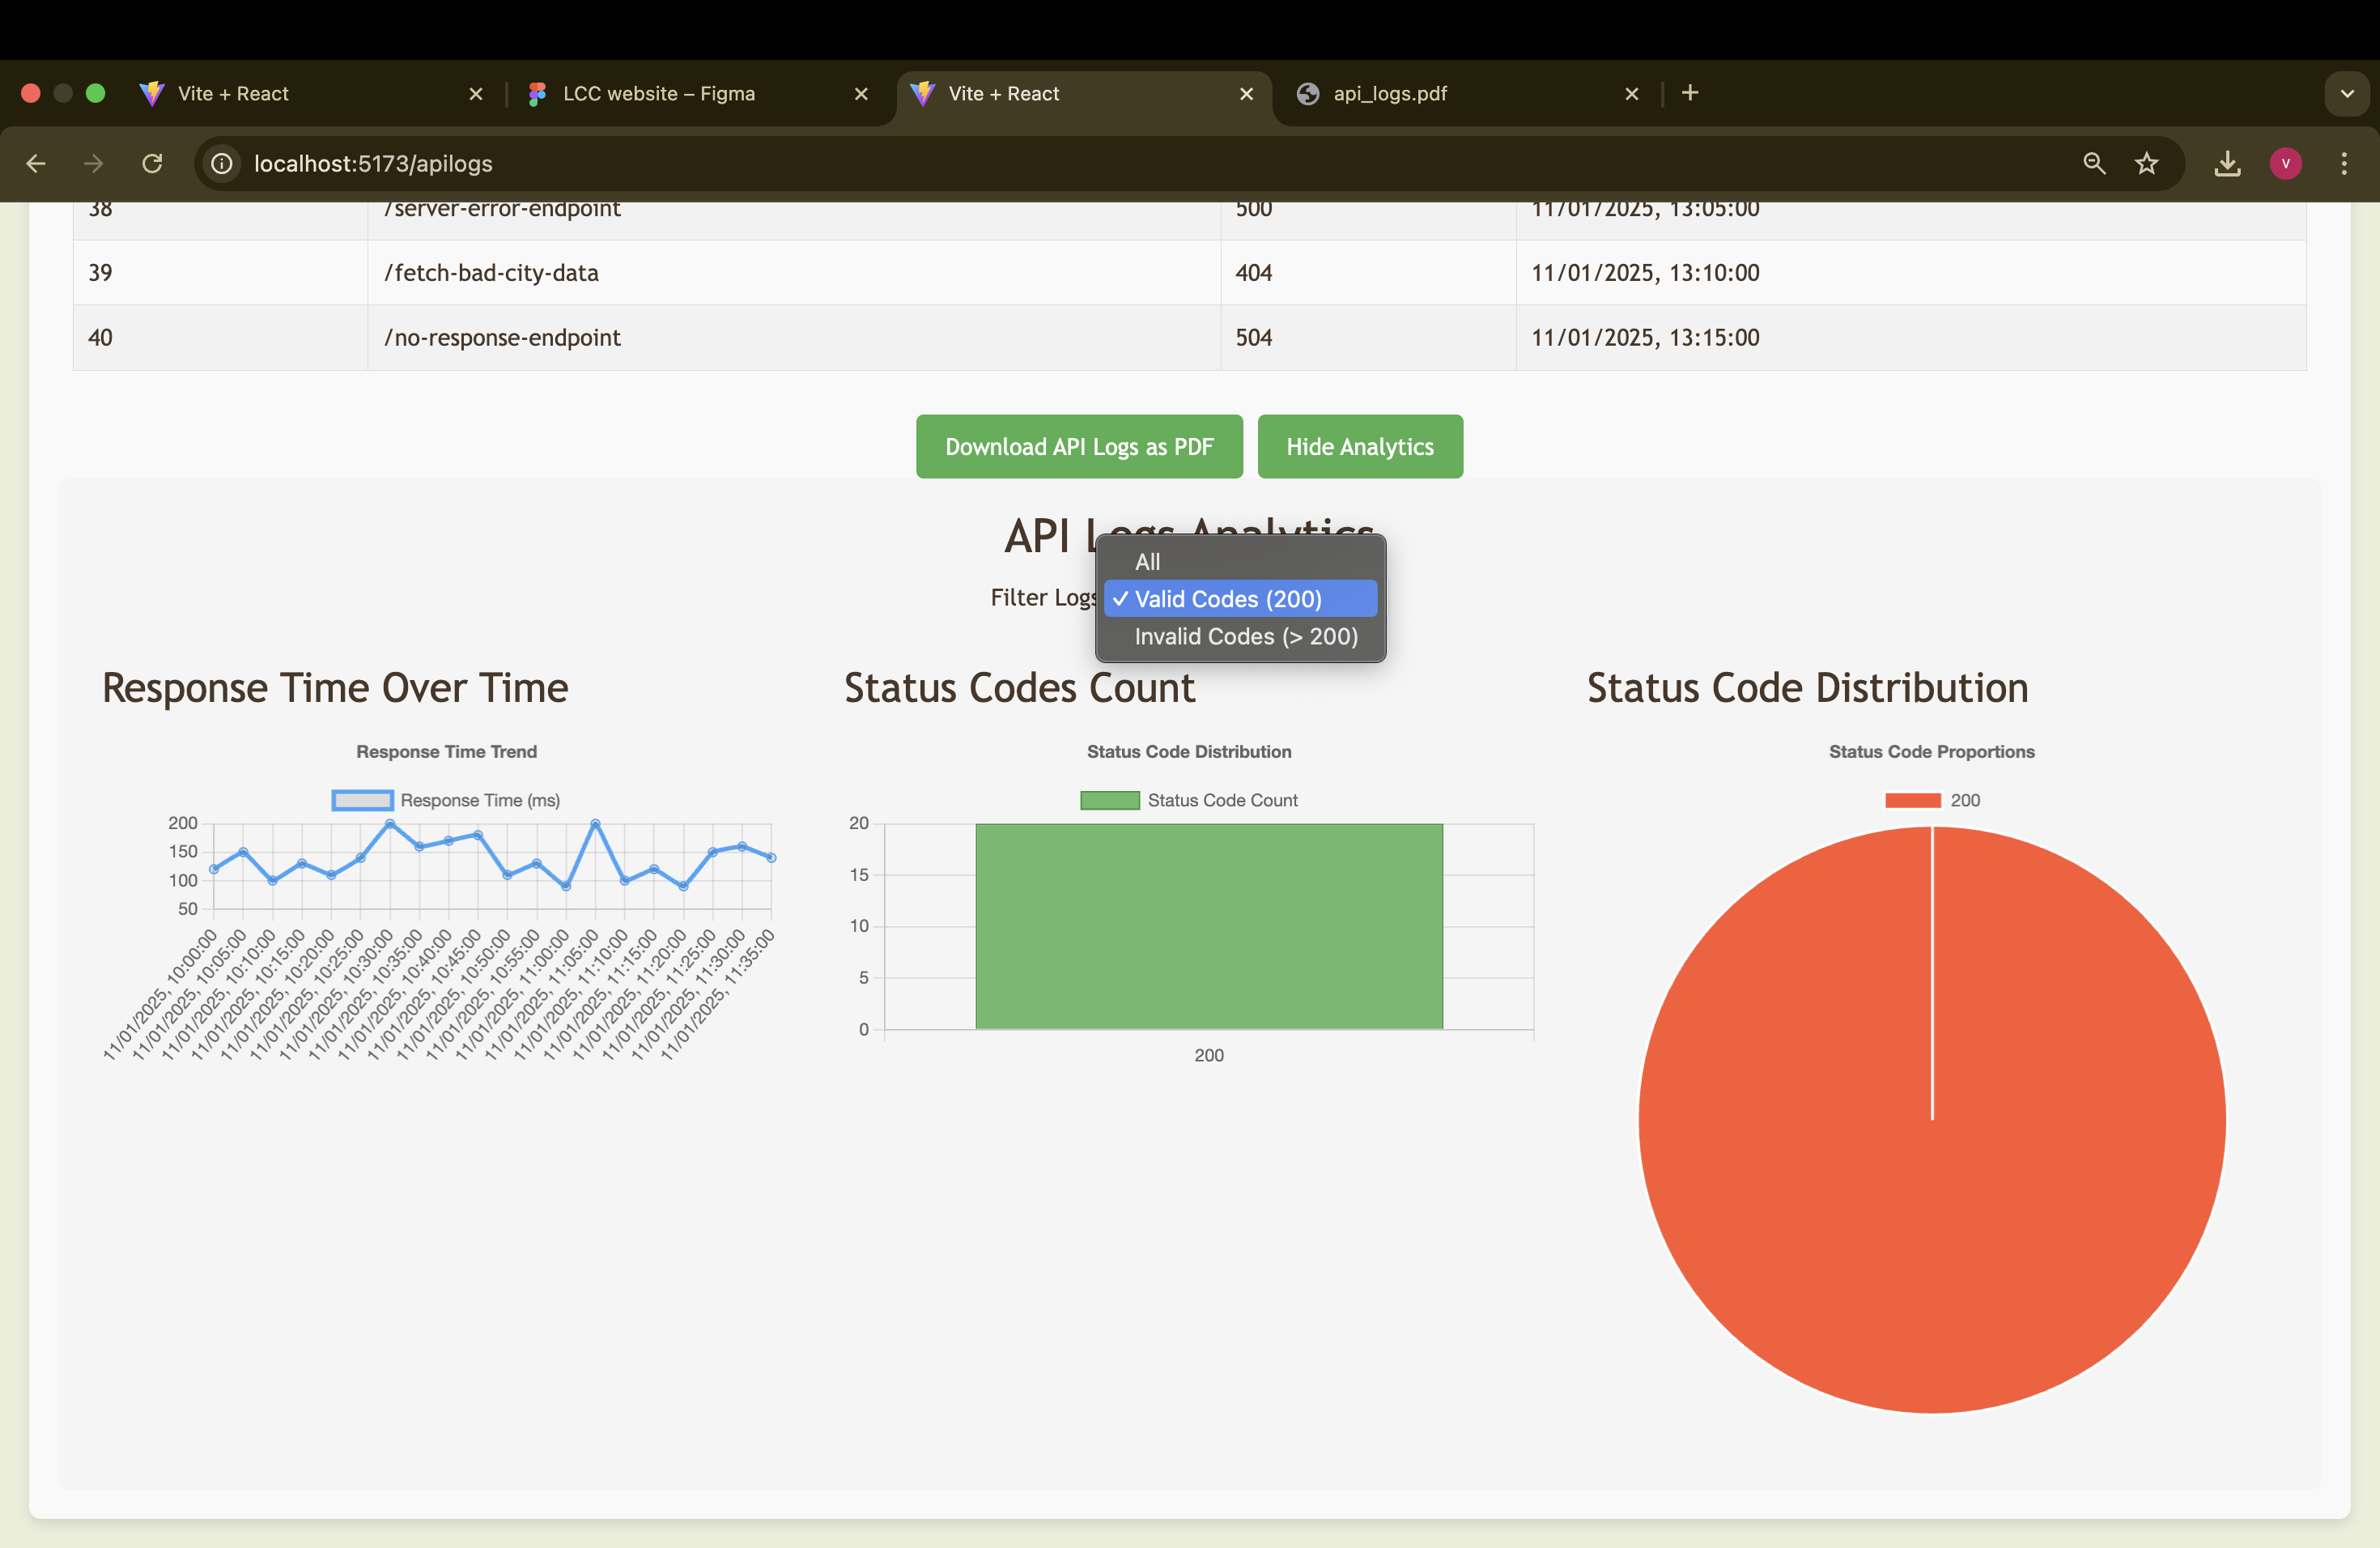 Vite + React
LCC website – Figma
Vite + React
api_logs.pdf
localhost:5173/apilogs
V
38 /server-error-endpoint 500 11/01/2025, 13:05:00
39 /fetch-bad-city-data 404 11/01/2025, 13:10:00
40 /no-response-endpoint 504 11/01/2025, 13:15:00
Download API Logs as PDF
Hide Analytics
API Logs Analytics
Filter Logs
All
✓ Valid Codes (200)
Invalid Codes (> 200)
Response Time Over Time
Response Time Trend
Response Time (ms)
200
150
100
50
11/01/2025, 10:00:00
11/01/2025, 10:05:00
11/01/2025, 10:10:00
11/01/2025, 10:15:00
11/01/2025, 10:20:00
11/01/2025, 10:25:00
11/01/2025, 10:30:00
11/01/2025, 10:35:00
11/01/2025, 10:40:00
11/01/2025, 10:45:00
11/01/2025, 10:50:00
11/01/2025, 10:55:00
11/01/2025, 11:00:00
11/01/2025, 11:05:00
11/01/2025, 11:10:00
11/01/2025, 11:15:00
11/01/2025, 11:20:00
11/01/2025, 11:25:00
11/01/2025, 11:30:00
11/01/2025, 11:35:00
Status Codes Count
Status Code Distribution
Status Code Count
20
15
10
5
0
200
Status Code Distribution
Status Code Proportions
200